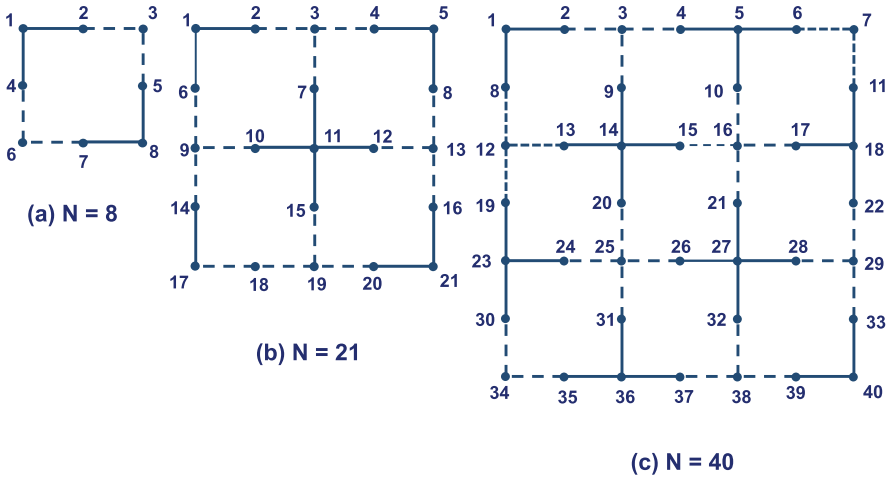 1 2 3
4 5
6 7 8
(a) N = 8
1 2 3 4 5
6 7 8
9 10 11 12 13
14 15 16
17 18 19 20 21
(b) N = 21
1 2 3 4 5 6 7
8 9 10 11
12 13 14 15 16 17 18
19 20 21 22
23 24 25 26 27 28 29
30 31 32 33
34 35 36 37 38 39 40
(c) N = 40